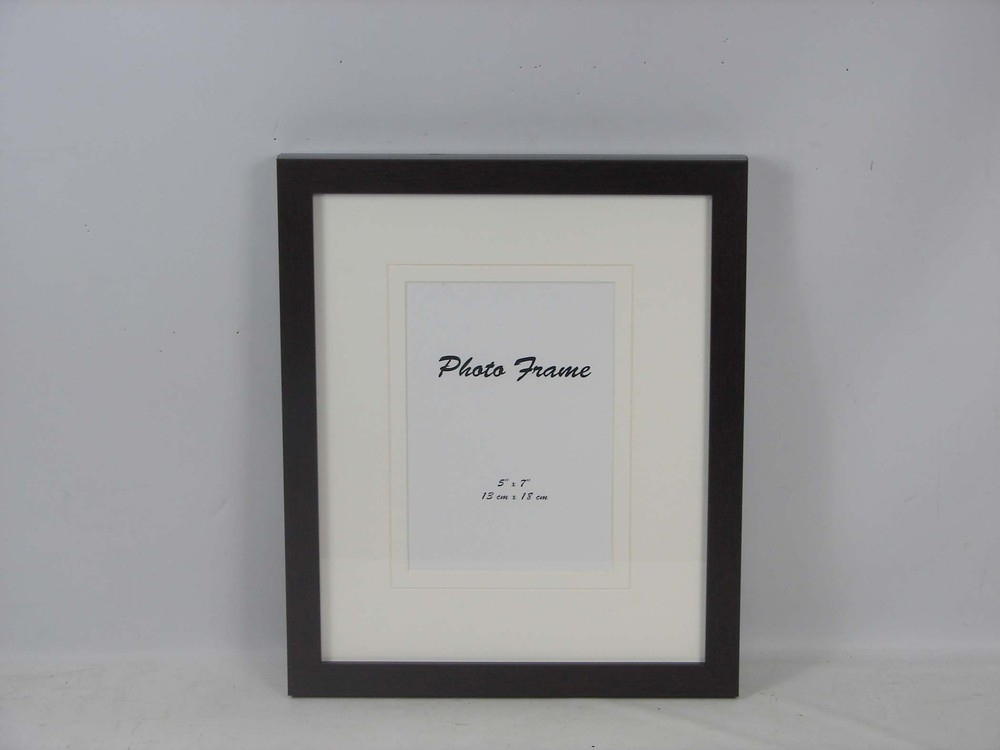 Photo Frame
5" x 7"
13 cm x 18 cm